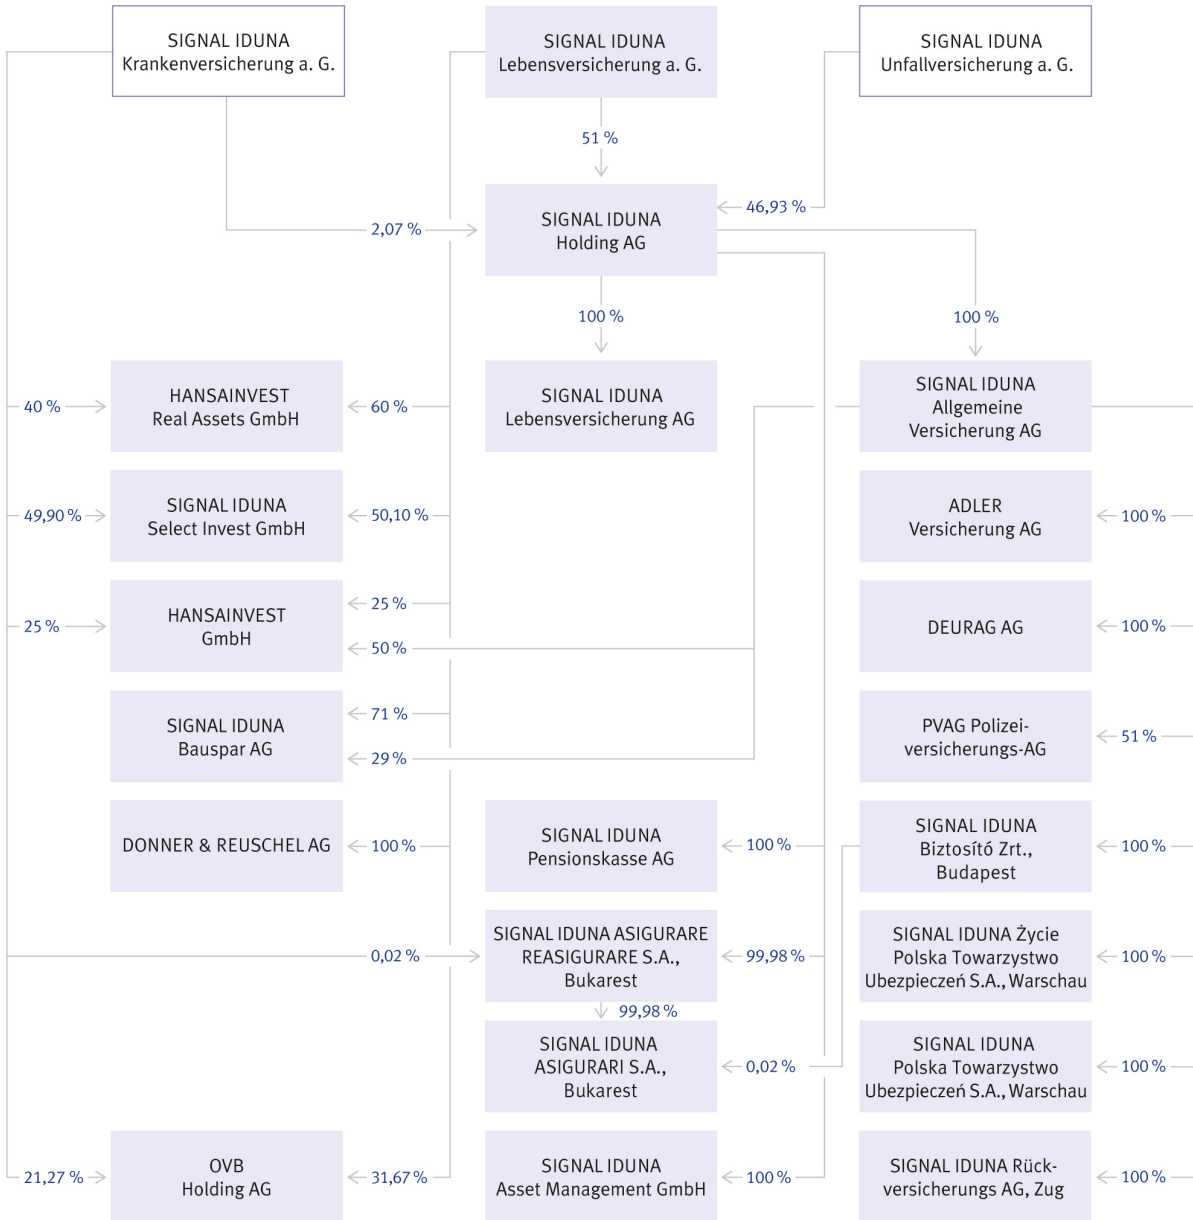 SIGNAL IDUNA
Krankenversicherung a. G.
SIGNAL IDUNA
Lebensversicherung a. G.
SIGNAL IDUNA
Unfallversicherung a. G.
51 %
46,93 %
2,07 %
SIGNAL IDUNA
Holding AG
100 %
100 %
40 %
HANSAINVEST
Real Assets GmbH
60 %
SIGNAL IDUNA
Lebensversicherung AG
SIGNAL IDUNA
Allgemeine
Versicherung AG
49,90 %
SIGNAL IDUNA
Select Invest GmbH
50,10 %
ADLER
Versicherung AG
100 %
25 %
HANSAINVEST
GmbH
25 %
50 %
DEURAG AG
100 %
SIGNAL IDUNA
Bauspar AG
71 %
29 %
PVAG Polizei-
versicherungs-AG
51 %
DONNER & REUSCHEL AG
100 %
SIGNAL IDUNA
Pensionskasse AG
100 %
SIGNAL IDUNA
Biztosító Zrt.,
Budapest
100 %
0,02 %
SIGNAL IDUNA ASIGURARE
REASIGURARE S.A.,
Bukarest
99,98 %
SIGNAL IDUNA Życie
Polska Towarzystwo
Ubezpieczeń S.A., Warschau
100 %
99,98 %
SIGNAL IDUNA
ASIGURARI S.A.,
Bukarest
0,02 %
SIGNAL IDUNA
Polska Towarzystwo
Ubezpieczeń S.A., Warschau
100 %
21,27 %
OVB
Holding AG
31,67 %
SIGNAL IDUNA
Asset Management GmbH
100 %
SIGNAL IDUNA Rück-
versicherungs AG, Zug
100 %